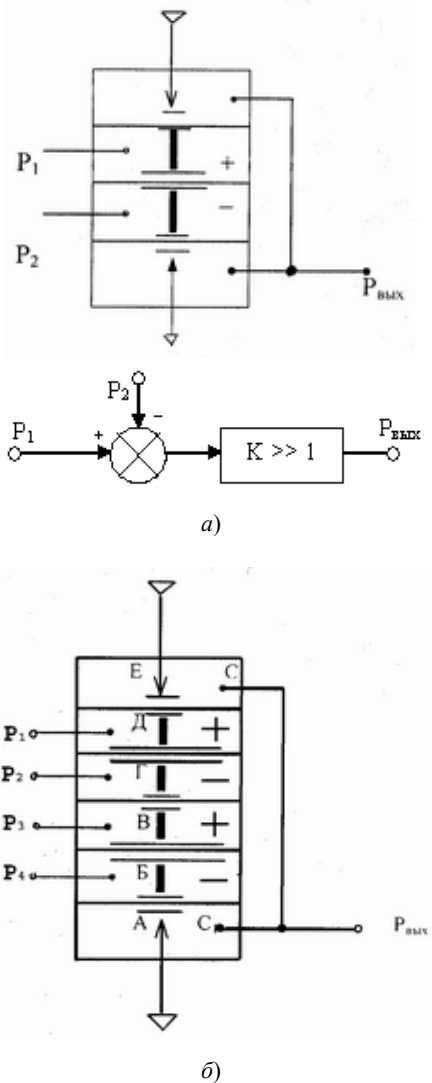 P₁
+
−
P₂
Pвых
P₂
−
P₁
+
K >> 1
Pвых
а)
Е
С
Д
+
P₁
P₂
Г
−
P₃
В
+
P₄
Б
−
А
С
Pвых
б)